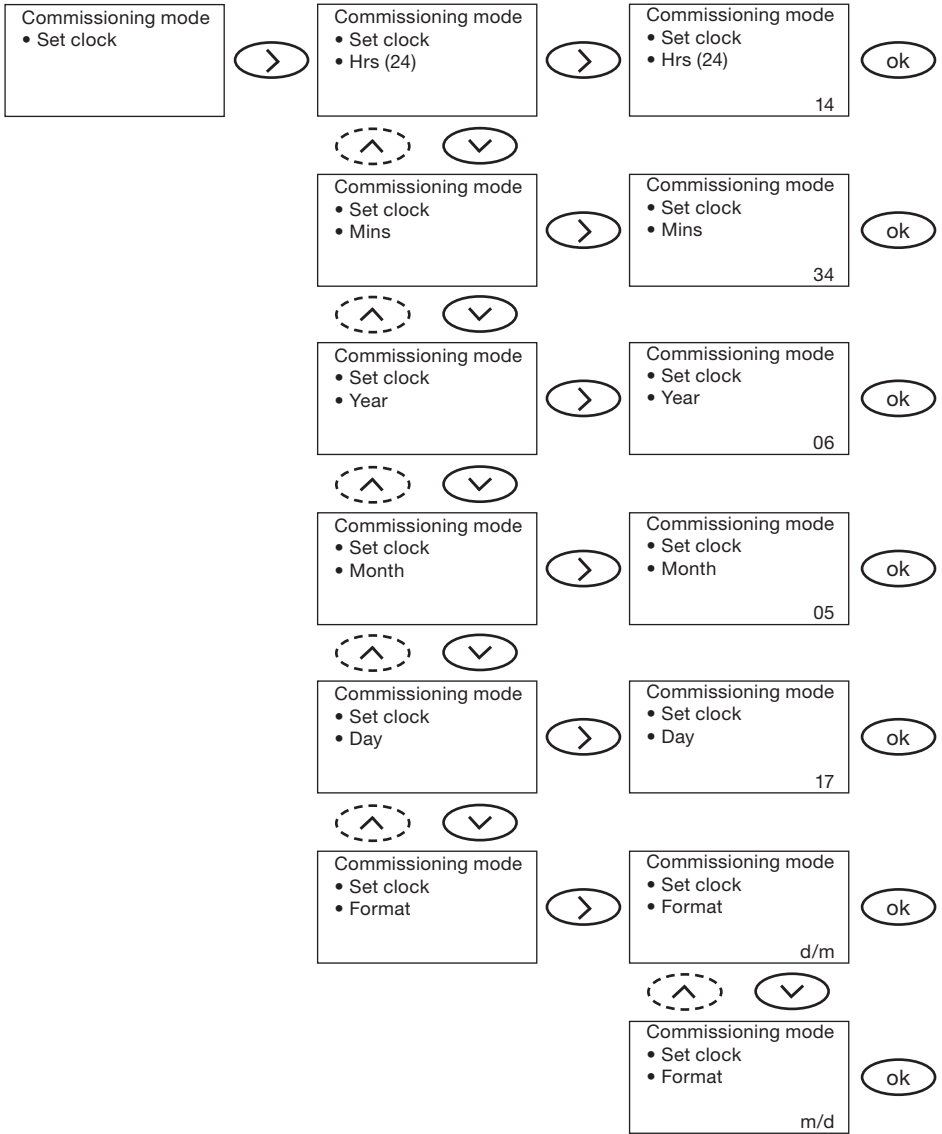 Commissioning mode
• Set clock
Commissioning mode
• Set clock
• Hrs (24)
Commissioning mode
• Set clock
• Hrs (24)
14
ok
Commissioning mode
• Set clock
• Mins
Commissioning mode
• Set clock
• Mins
34
ok
Commissioning mode
• Set clock
• Year
Commissioning mode
• Set clock
• Year
06
ok
Commissioning mode
• Set clock
• Month
Commissioning mode
• Set clock
• Month
05
ok
Commissioning mode
• Set clock
• Day
Commissioning mode
• Set clock
• Day
17
ok
Commissioning mode
• Set clock
• Format
Commissioning mode
• Set clock
• Format
d/m
ok
Commissioning mode
• Set clock
• Format
m/d
ok